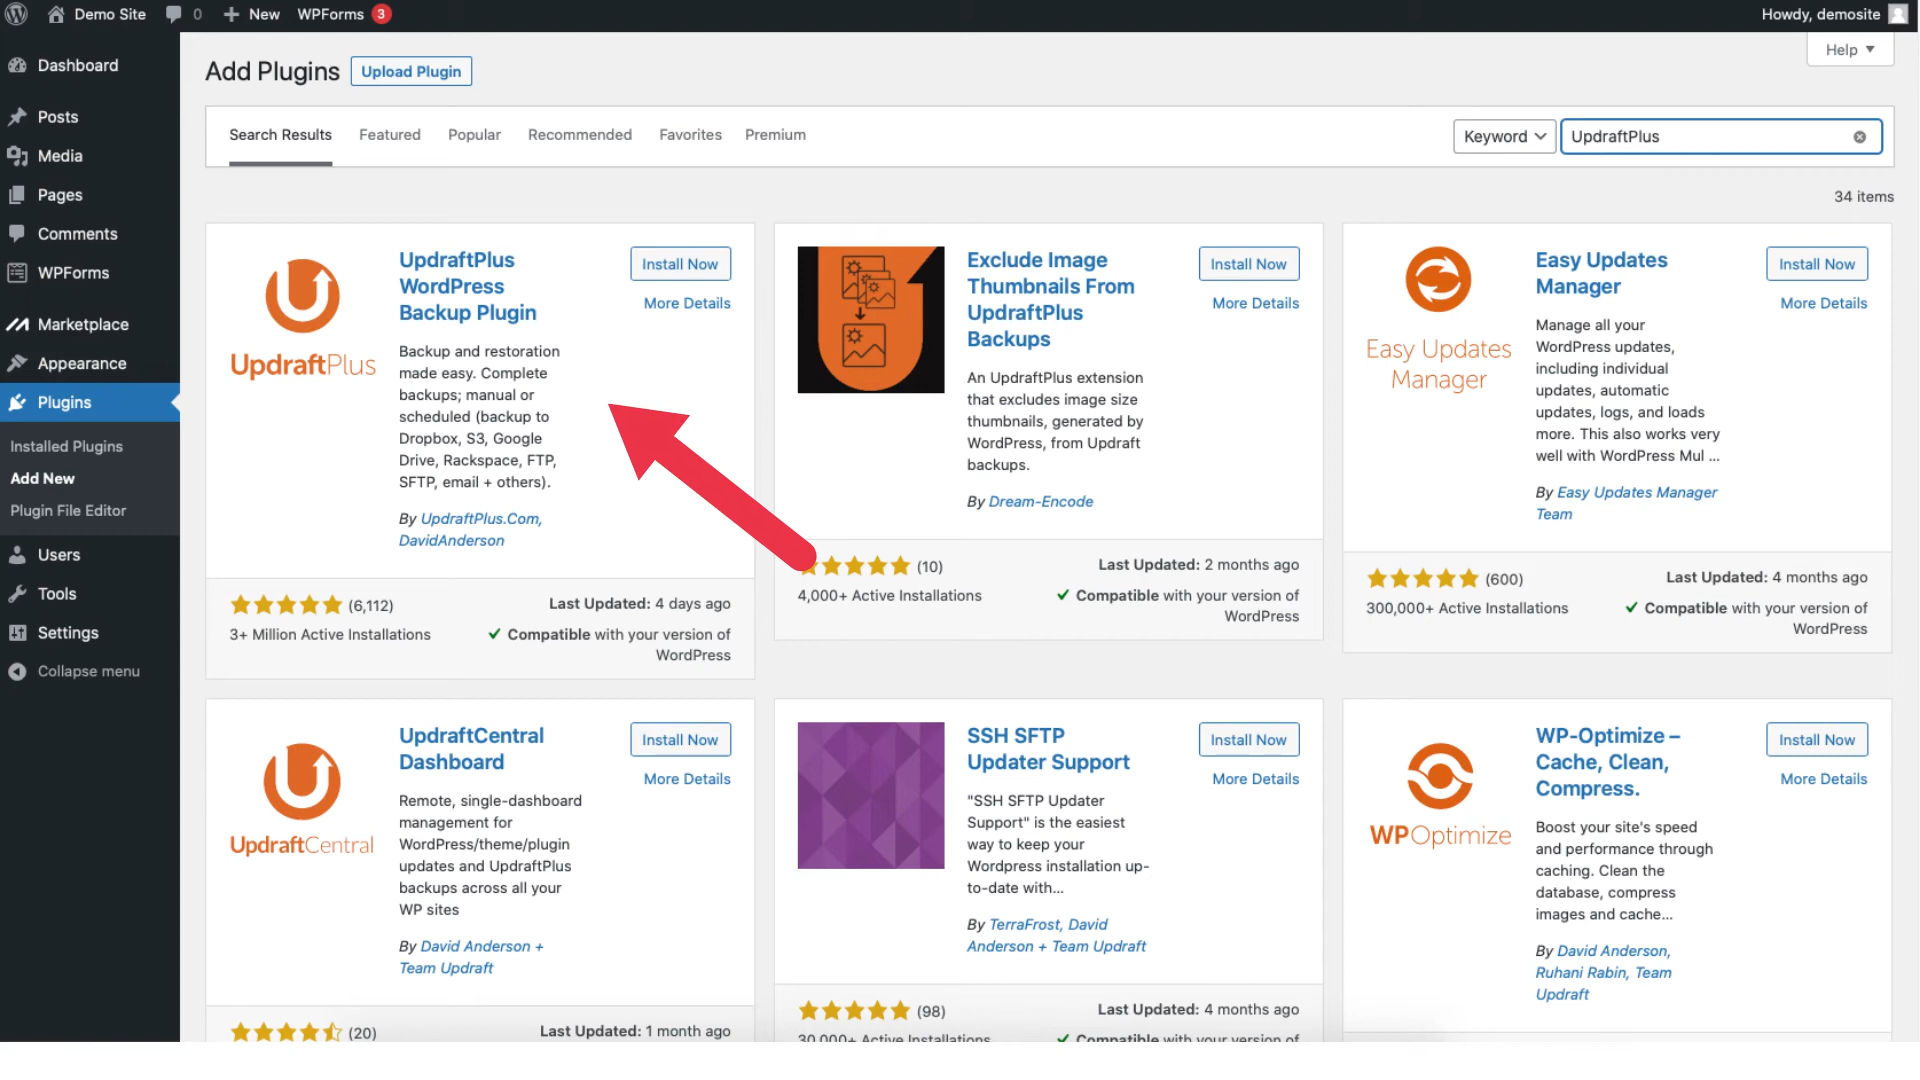 Demo Site 0 New WPForms 3 Howdy, demosite
Help
Dashboard
Posts
Media
Pages
Comments
WPForms
Marketplace
Appearance
Plugins
Installed Plugins
Add New
Plugin File Editor
Users
Tools
Settings
Collapse menu
Add Plugins Upload Plugin
Search Results Featured Popular Recommended Favorites Premium Keyword UpdraftPlus
34 items
UpdraftPlus
UpdraftPlus
WordPress
Backup Plugin
Install Now
More Details
Backup and restoration
made easy. Complete
backups; manual or
scheduled (backup to
Dropbox, S3, Google
Drive, Rackspace, FTP,
SFTP, email + others).
By UpdraftPlus.Com,
DavidAnderson
(6,112)
3+ Million Active Installations
Last Updated: 4 days ago
Compatible with your version of
WordPress
Exclude Image
Thumbnails From
UpdraftPlus
Backups
Install Now
More Details
An UpdraftPlus extension
that excludes image size
thumbnails, generated by
WordPress, from Updraft
backups.
By Dream-Encode
(10)
4,000+ Active Installations
Last Updated: 2 months ago
Compatible with your version of
WordPress
Easy Updates
Manager
Easy Updates
Manager
Install Now
More Details
Manage all your
WordPress updates,
including individual
updates, automatic
updates, logs, and loads
more. This also works very
well with WordPress Mul ...
By Easy Updates Manager
Team
(600)
300,000+ Active Installations
Last Updated: 4 months ago
Compatible with your version of
WordPress
UpdraftCentral
UpdraftCentral
Dashboard
Install Now
More Details
Remote, single-dashboard
management for
WordPress/theme/plugin
updates and UpdraftPlus
backups across all your
WP sites
By David Anderson +
Team Updraft
(20)
Last Updated: 1 month ago
SSH SFTP
Updater Support
Install Now
More Details
"SSH SFTP Updater
Support" is the easiest
way to keep your
Wordpress installation up-
to-date with...
By TerraFrost, David
Anderson + Team Updraft
(98)
30,000+ Active Installations
Last Updated: 4 months ago
Compatible with your version of
WPOptimize
WP-Optimize –
Cache, Clean,
Compress.
Install Now
More Details
Boost your site's speed
and performance through
caching. Clean the
database, compress
images and cache...
By David Anderson,
Ruhani Rabin, Team
Updraft